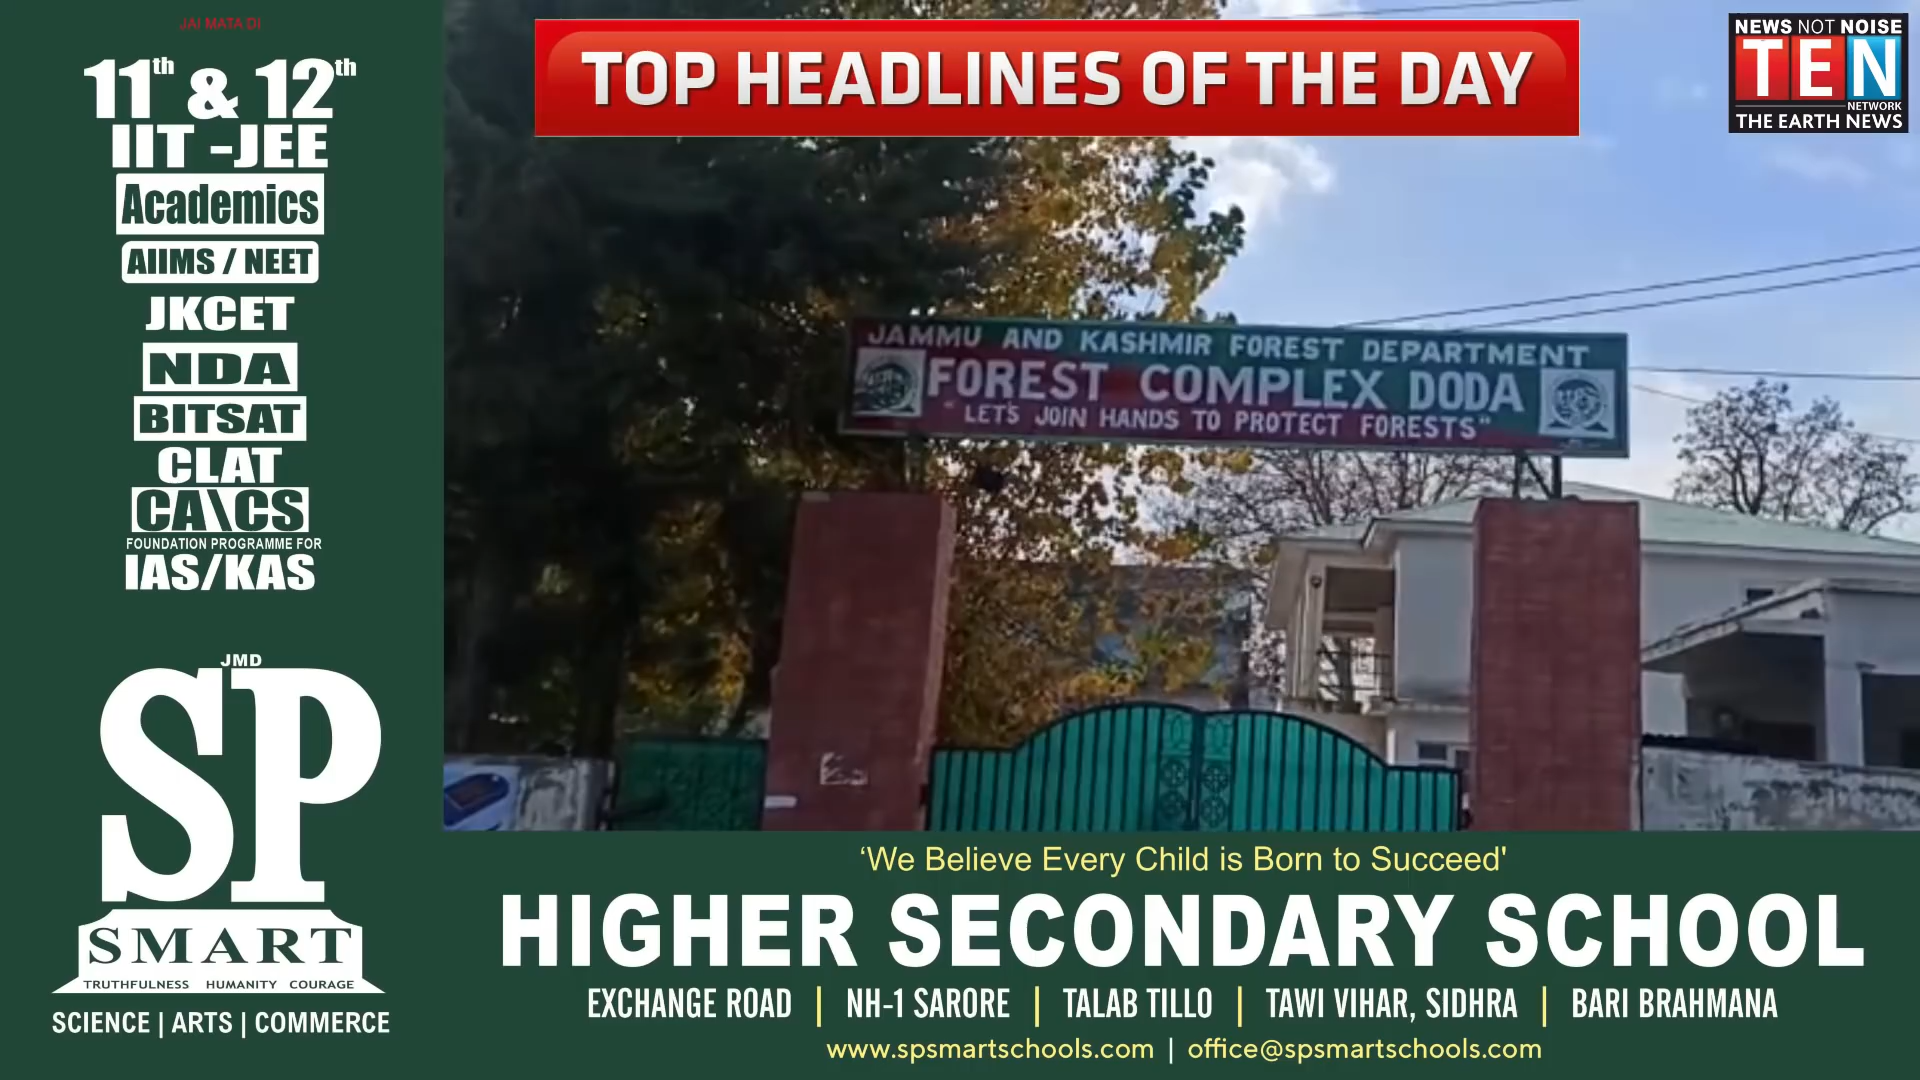 JAI MATA DI
11th & 12th
IIT -JEE
Academics
AIIMS / NEET
JKCET
NDA
BITSAT
CLAT
CA\CS
FOUNDATION PROGRAMME FOR
IAS/KAS
JMD
SP
SMART
TRUTHFULNESS HUMANITY COURAGE
SCIENCE | ARTS | COMMERCE
TOP HEADLINES OF THE DAY
NEWS NOT NOISE
TEN
NETWORK
THE EARTH NEWS
JAMMU AND KASHMIR FOREST DEPARTMENT
FOREST COMPLEX DODA
"LET'S JOIN HANDS TO PROTECT FORESTS"
‘We Believe Every Child is Born to Succeed'
HIGHER SECONDARY SCHOOL
EXCHANGE ROAD | NH-1 SARORE | TALAB TILLO | TAWI VIHAR, SIDHRA | BARI BRAHMANA
www.spsmartschools.com | office@spsmartschools.com